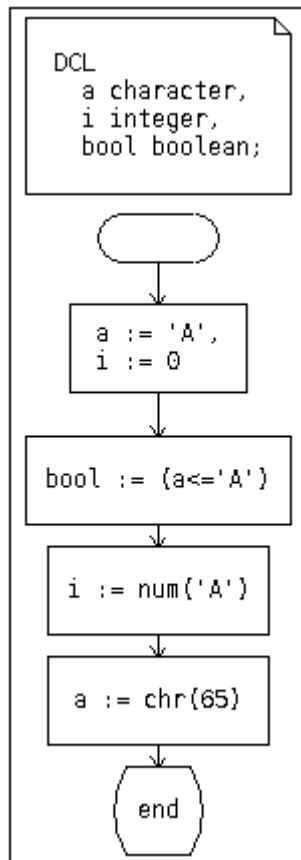 DCL
a character,
i integer,
bool boolean;
a := 'A',
i := 0
bool := (a<='A')
i := num('A')
a := chr(65)
end